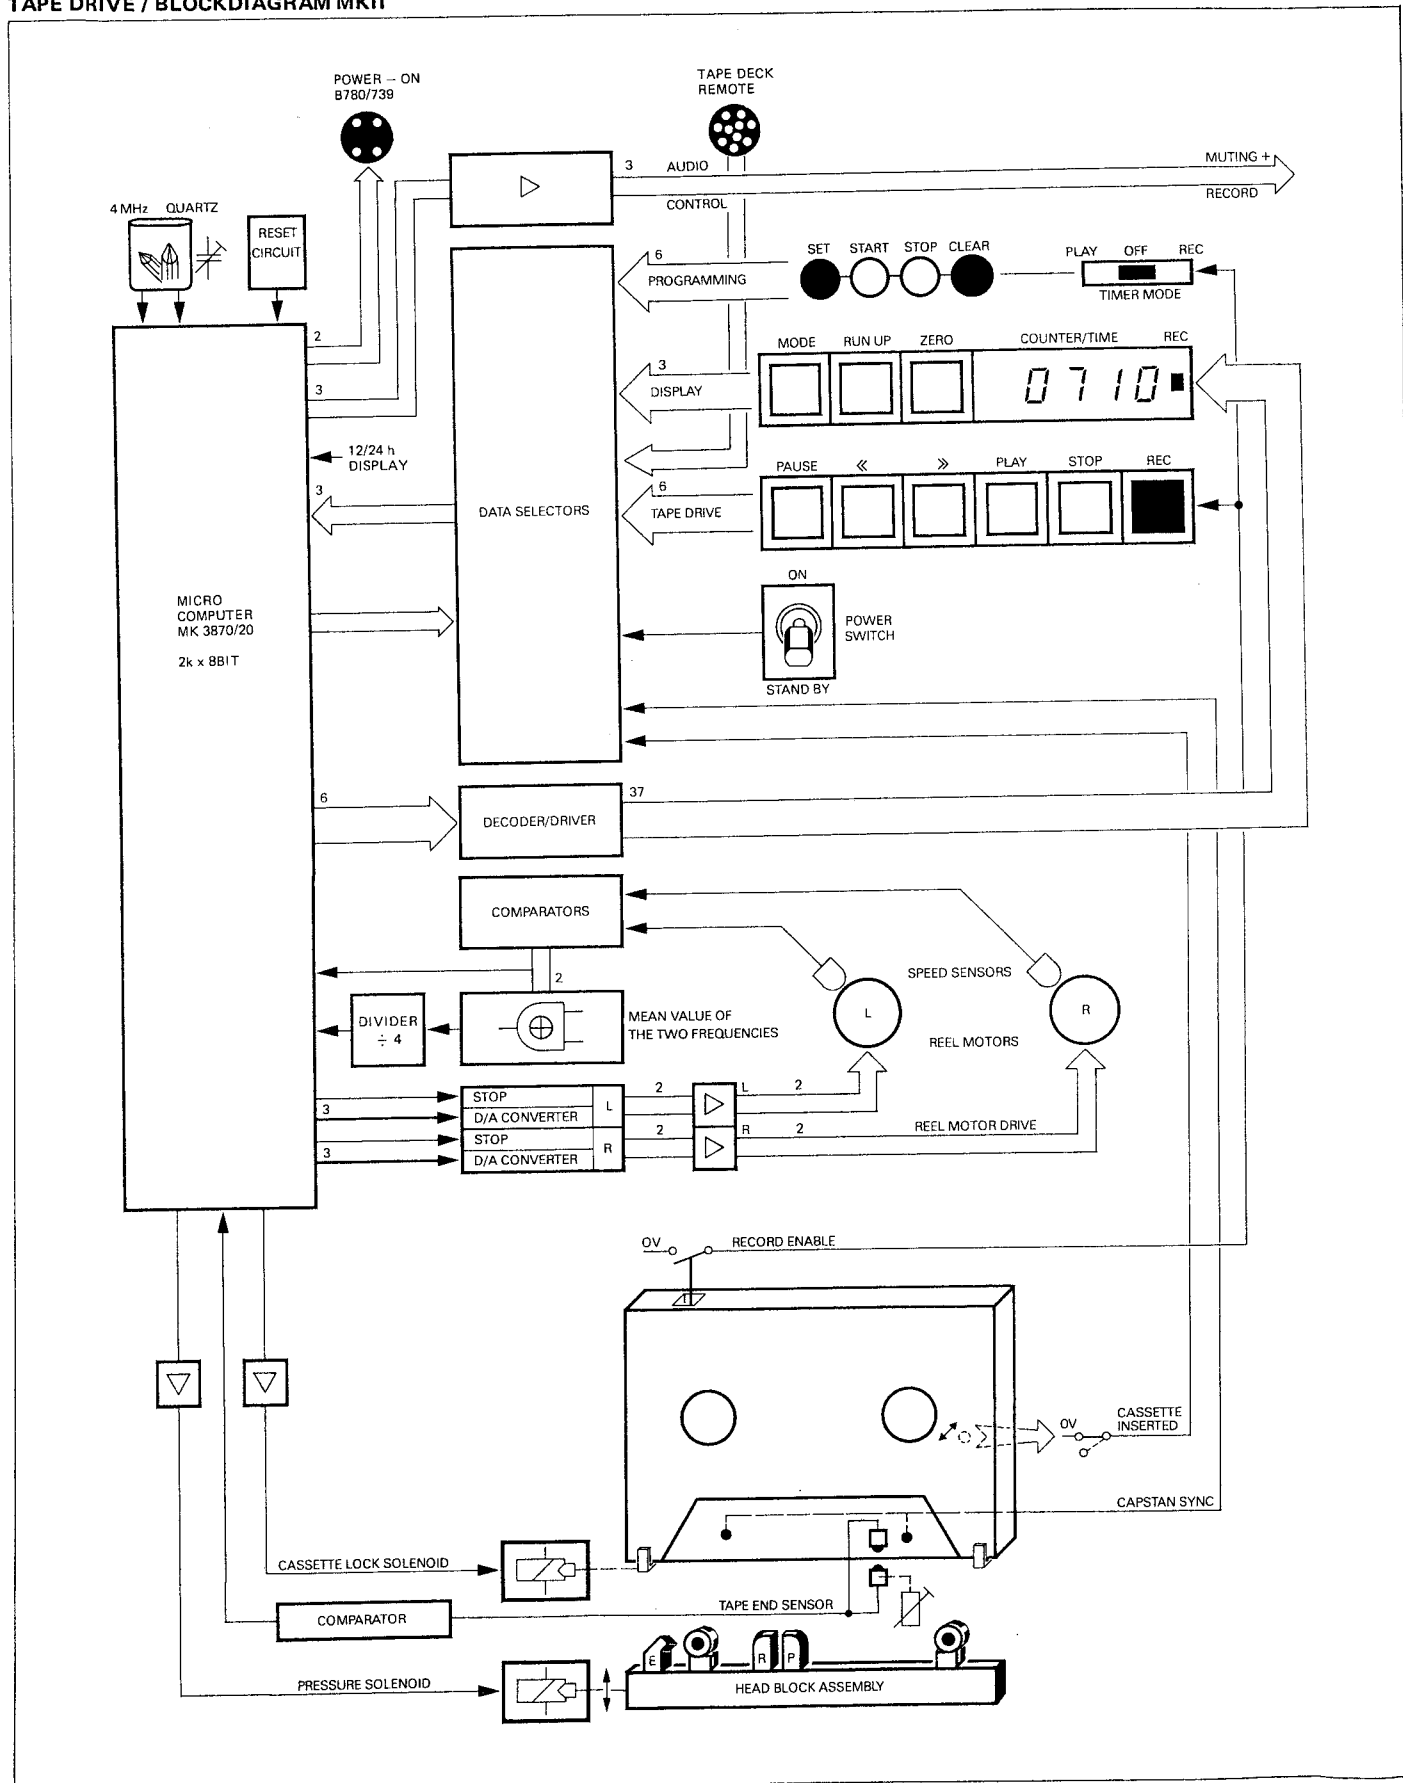 TAPE DRIVE / BLOCKDIAGRAM MKII
POWER – ON
B780/739
TAPE DECK
REMOTE
3
AUDIO
CONTROL
MUTING +
RECORD
4 MHz QUARTZ
RESET
CIRCUIT
SET START STOP CLEAR
PLAY OFF REC
TIMER MODE
6
PROGRAMMING
2
3
MODE RUN UP ZERO COUNTER/TIME REC
0710
3
DISPLAY
12/24 h
DISPLAY
3
PAUSE « » PLAY STOP REC
6
TAPE DRIVE
DATA SELECTORS
MICRO
COMPUTER
MK 3870/20
2k x 8BIT
ON
POWER
SWITCH
STAND BY
6
DECODER/DRIVER
37
COMPARATORS
2
SPEED SENSORS
L
R
REEL MOTORS
DIVIDER
÷ 4
MEAN VALUE OF
THE TWO FREQUENCIES
STOP
D/A CONVERTER
L
3
2
L
2
STOP
D/A CONVERTER
R
3
2
R
2
REEL MOTOR DRIVE
0V
RECORD ENABLE
0V
CASSETTE
INSERTED
CAPSTAN SYNC
CASSETTE LOCK SOLENOID
TAPE END SENSOR
COMPARATOR
E
R
P
PRESSURE SOLENOID
HEAD BLOCK ASSEMBLY